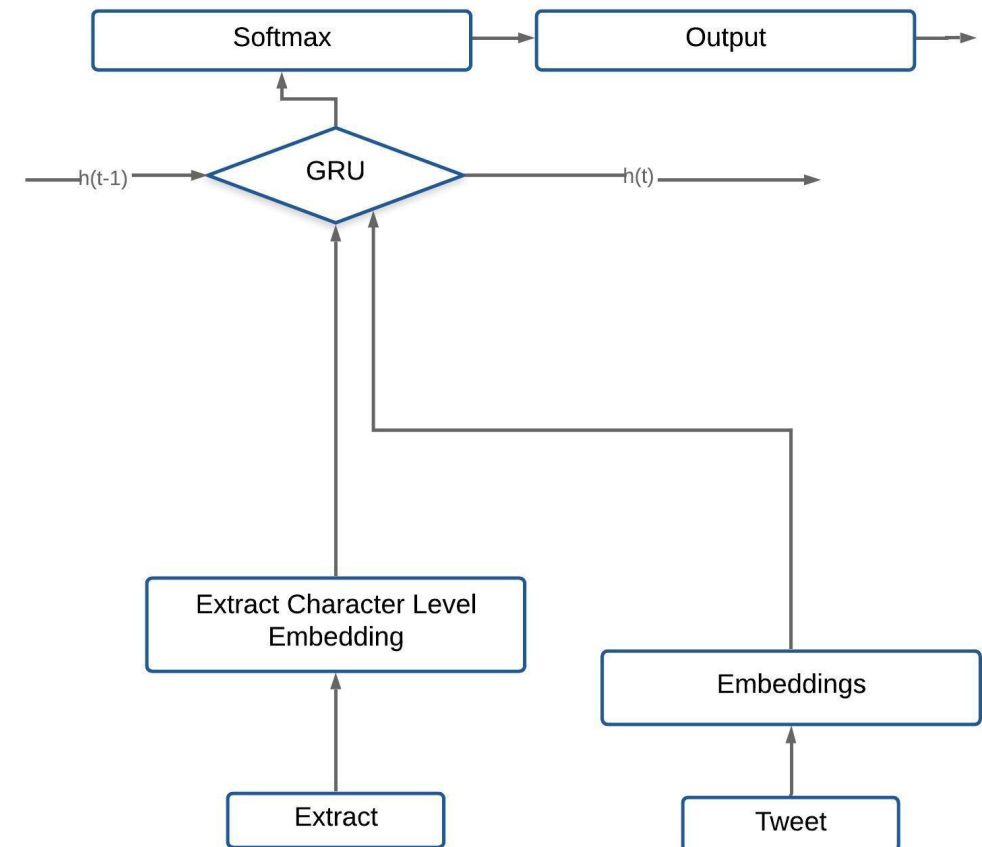 Softmax
Output
GRU
h(t-1)
h(t)
Extract Character Level
Embedding
Embeddings
Extract
Tweet